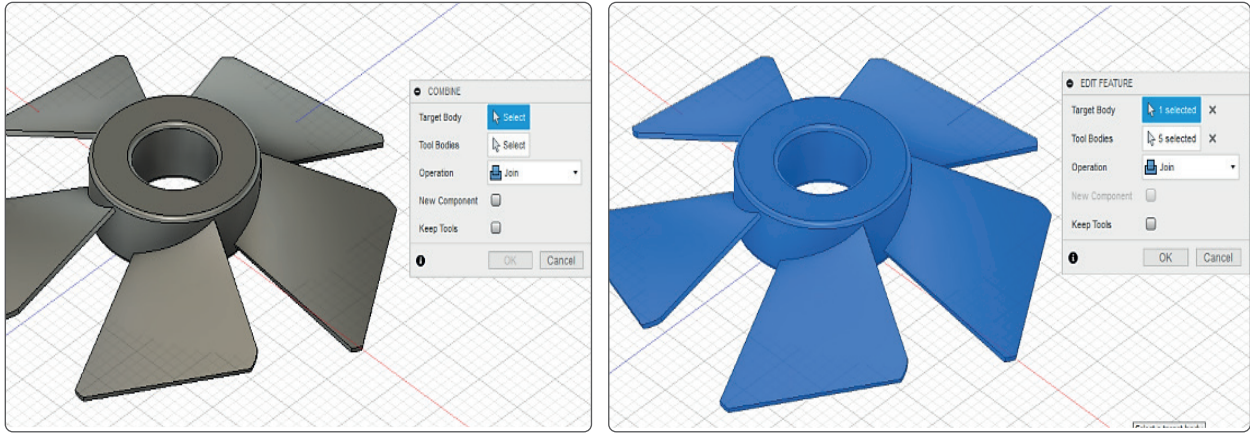 COMBINE
Target Body Select
Tool Bodies Select
Operation Join
New Component
Keep Tools
OK Cancel
EDIT FEATURE
Target Body 1 selected
Tool Bodies 5 selected
Operation Join
New Component
Keep Tools
OK Cancel